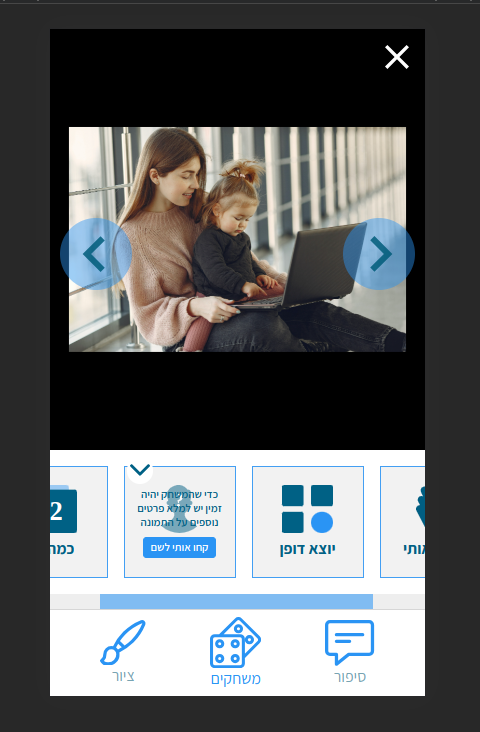 כדי שהמשחק יהיה
זמין יש למלא פרטים
נוספים על התמונה
קחו אותי לשם
יוצא דופן
אותי
2
כמה
סיפור
משחקים
ציור